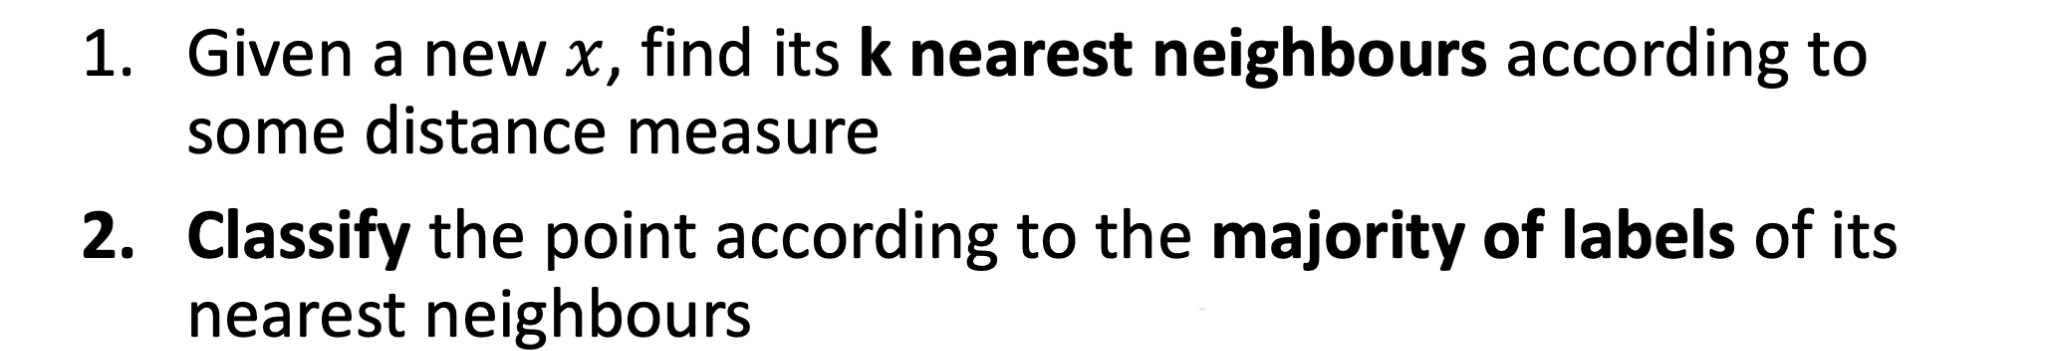 1. Given a new x, find its k nearest neighbours according to
some distance measure
2. Classify the point according to the majority of labels of its
nearest neighbours